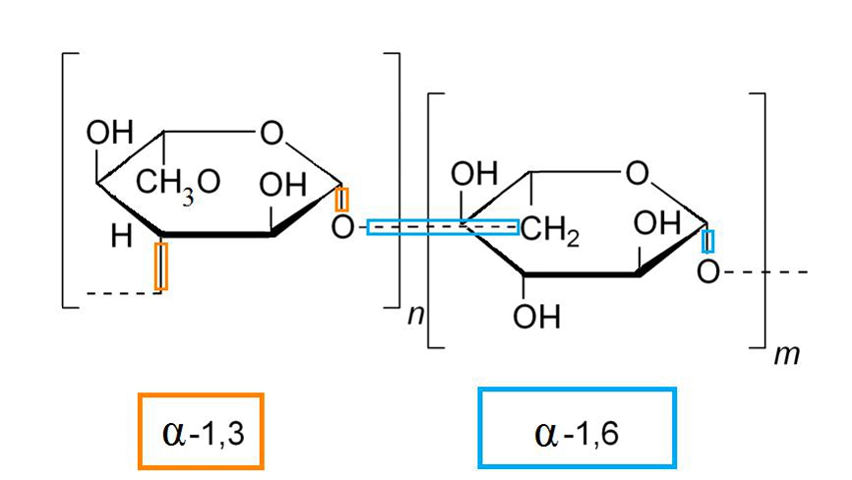 OH O
CH3O OH
H O
n
OH O
CH2 OH
O
OH
m
α-1,3
α-1,6